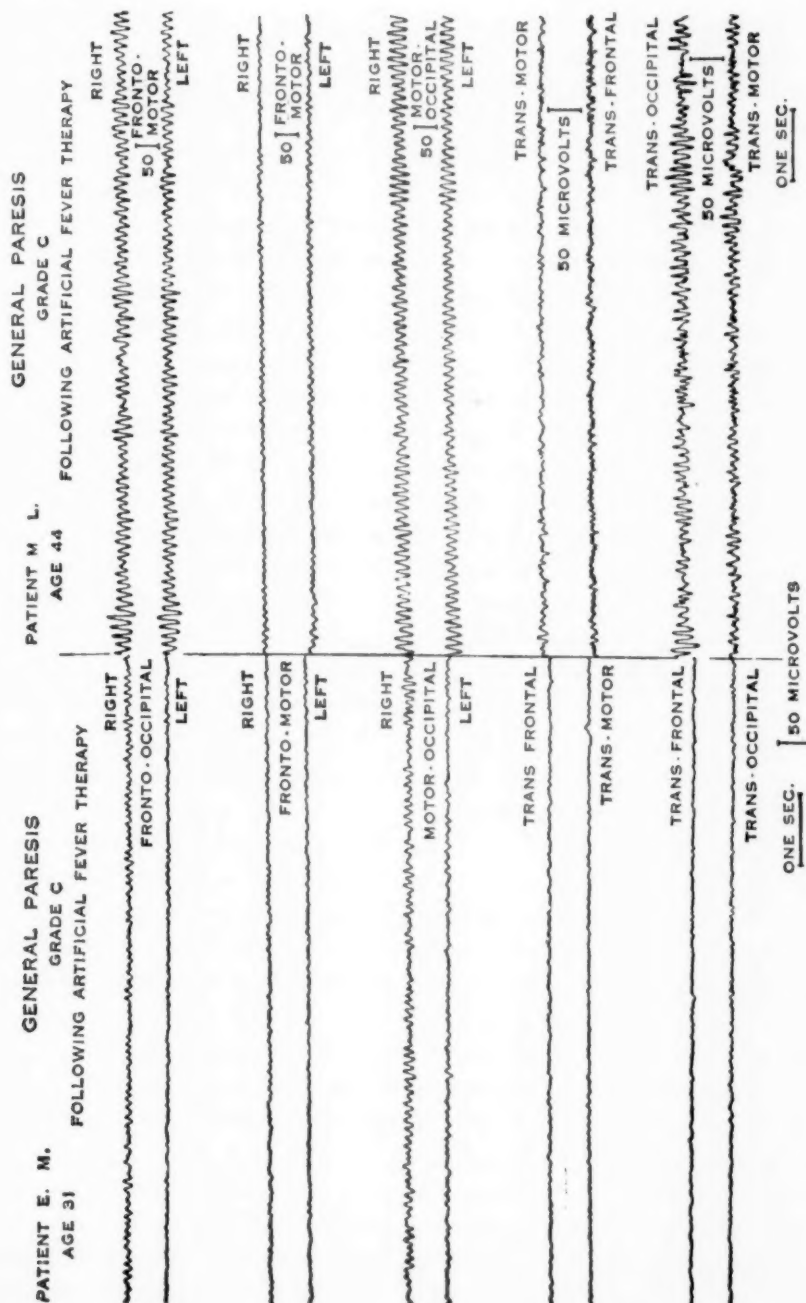 PATIENT E. M.
AGE 31
GENERAL PARESIS
GRADE C
FOLLOWING ARTIFICIAL FEVER THERAPY
RIGHT
FRONTO-OCCIPITAL
LEFT
RIGHT
FRONTO-MOTOR
LEFT
RIGHT
MOTOR-OCCIPITAL
LEFT
TRANS FRONTAL
TRANS-MOTOR
TRANS-FRONTAL
TRANS-OCCIPITAL
ONE SEC.
50 MICROVOLTS
PATIENT M L.
AGE 44
GENERAL PARESIS
GRADE C
FOLLOWING ARTIFICIAL FEVER THERAPY
RIGHT
50 FRONTO-
MOTOR
LEFT
RIGHT
50 FRONTO-
MOTOR
LEFT
RIGHT
50 MOTOR-
OCCIPITAL
LEFT
TRANS-MOTOR
50 MICROVOLTS
TRANS-FRONTAL
TRANS-OCCIPITAL
50 MICROVOLTS
TRANS-MOTOR
ONE SEC.